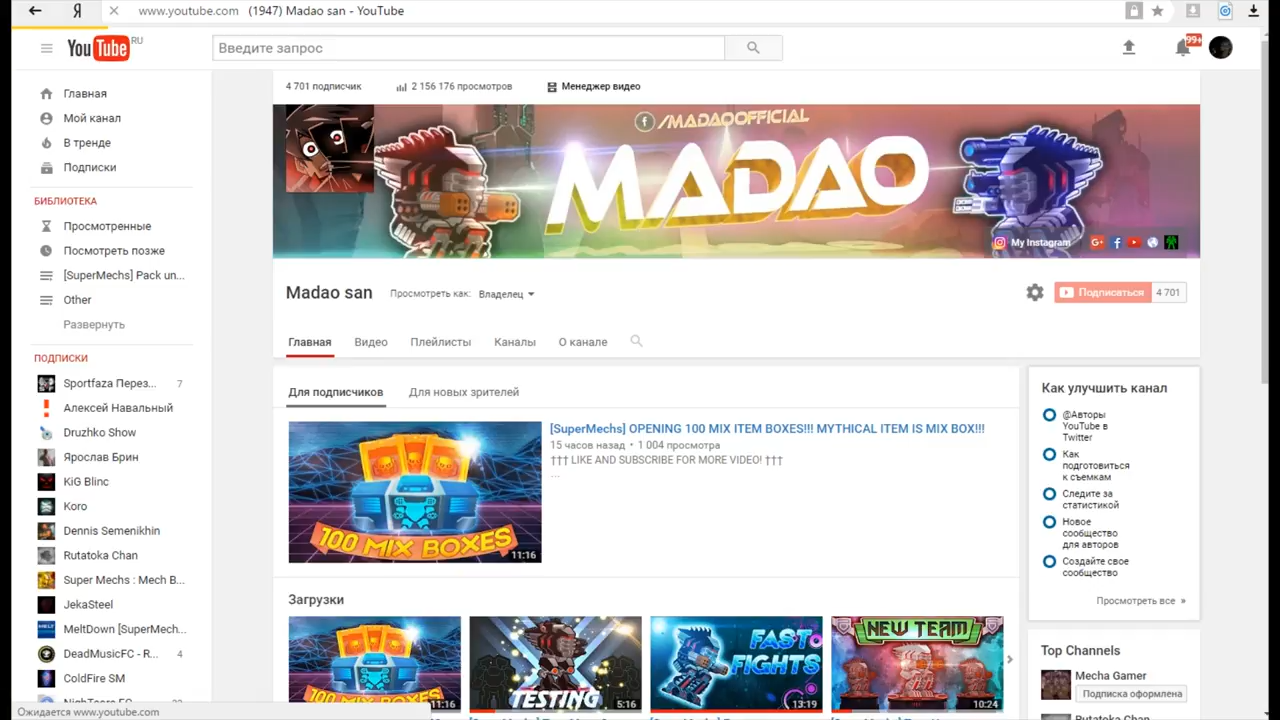 www.youtube.com (1947) Madao san - YouTube
YouTube RU
Введите запрос
99+
Главная
Мой канал
В тренде
Подписки
БИБЛИОТЕКА
Просмотренные
Посмотреть позже
[SuperMechs] Pack un...
Other
Развернуть
ПОДПИСКИ
Sportfaza Перез... 7
Алексей Навальный
Druzhko Show
Ярослав Брин
KiG Blinc
Koro
Dennis Semenikhin
Rutatoka Chan
Super Mechs : Mech B...
JekaSteel
MeltDown [SuperMech...
DeadMusicFC - R... 4
ColdFire SM
Ожидается www.youtube.com
4 701 подписчик
2 156 176 просмотров
Менеджер видео
/MADAOOFFICIAL
MADAO
My Instagram
Madao san
Просмотреть как: Владелец
Подписаться 4 701
Главная Видео Плейлисты Каналы О канале
Для подписчиков Для новых зрителей
[SuperMechs] OPENING 100 MIX ITEM BOXES!!! MYTHICAL ITEM IS MIX BOX!!!
15 часов назад • 1 004 просмотра
††† LIKE AND SUBSCRIBE FOR MORE VIDEO! †††
...
100 MIX BOXES
11:16
Загрузки
100 MIX BOXES
11:16
TESTING
5:16
FAST
FIGHTS
13:19
NEW TEAM
10:24
Как улучшить канал
@Авторы
YouTube в
Twitter
Как
подготовиться
к съемкам
Следите за
статистикой
Новое
сообщество
для авторов
Создайте свое
сообщество
Просмотреть все »
Top Channels
Mecha Gamer
Подписка оформлена
Rutatoka Chan